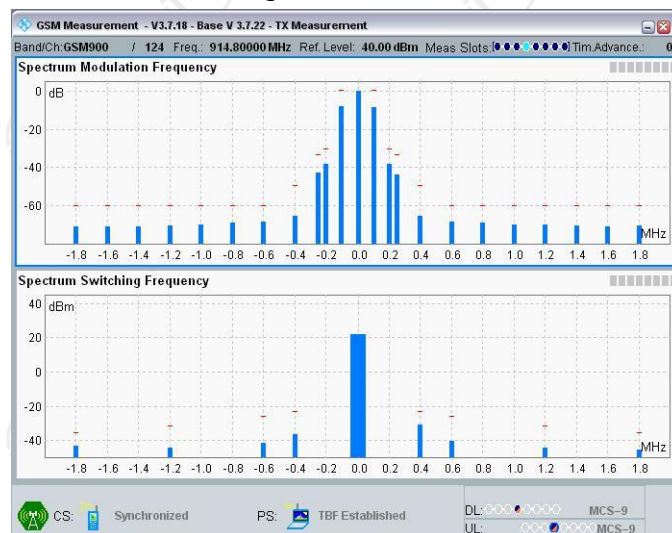 GSM Measurement - V3.7.18 - Base V 3.7.22 - TX Measurement
Band/Ch:GSM900 / 124 Freq.: 914.80000 MHz Ref. Level: 40.00 dBm Meas Slots: Tim.Advance.: 0
Spectrum Modulation Frequency
0 dB
-20
-40
-60
MHz
-1.8 -1.6 -1.4 -1.2 -1.0 -0.8 -0.6 -0.4 -0.2 0.0 0.2 0.4 0.6 0.8 1.0 1.2 1.4 1.6 1.8
Spectrum Switching Frequency
40 dBm
20
0
-20
-40
MHz
-1.8 -1.6 -1.4 -1.2 -1.0 -0.8 -0.6 -0.4 -0.2 0.0 0.2 0.4 0.6 0.8 1.0 1.2 1.4 1.6 1.8
CS: Synchronized PS: TBF Established DL: MCS-9
UL: MCS-9